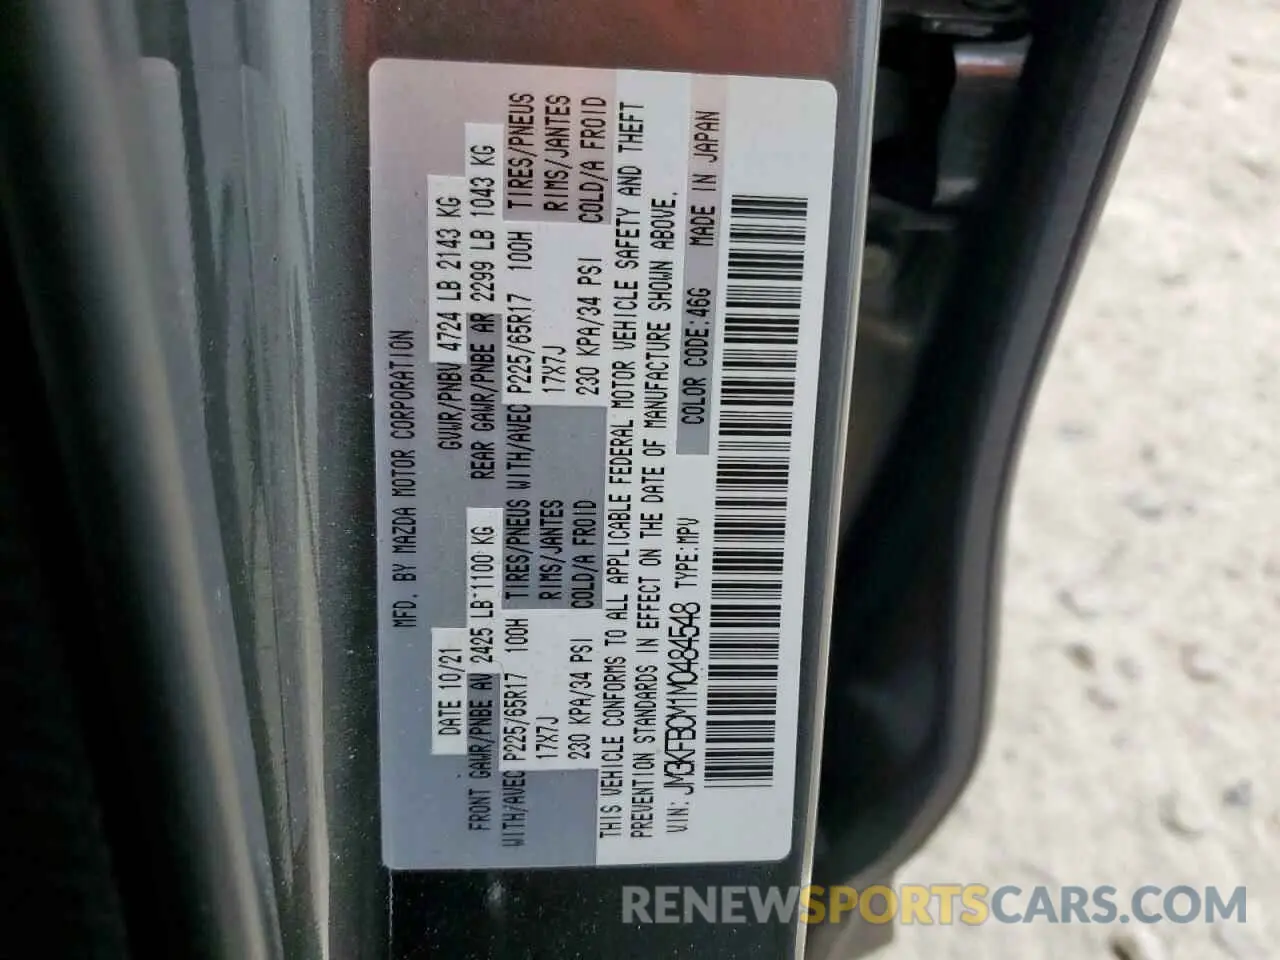 MFD. BY MAZDA MOTOR CORPORATION
DATE 10/21 GVWR/PNBV 4724 LB 2143 KG
FRONT GAWR/PNBE AV 2425 LB 1100 KG REAR GAWR/PNBE AR 2299 LB 1043 KG
WITH/AVEC P225/65R17 100H TIRES/PNEUS WITH/AVEC P225/65R17 100H TIRES/PNEUS
17X7J RIMS/JANTES 17X7J RIMS/JANTES
230 KPA/34 PSI COLD/A FROID 230 KPA/34 PSI COLD/A FROID
THIS VEHICLE CONFORMS TO ALL APPLICABLE FEDERAL MOTOR VEHICLE SAFETY AND THEFT
PREVENTION STANDARDS IN EFFECT ON THE DATE OF MANUFACTURE SHOWN ABOVE.
VIN: JM3KFBCM1M0484548 TYPE:MPV COLOR CODE:46G MADE IN JAPAN
RENEWSPORTSCARS.COM